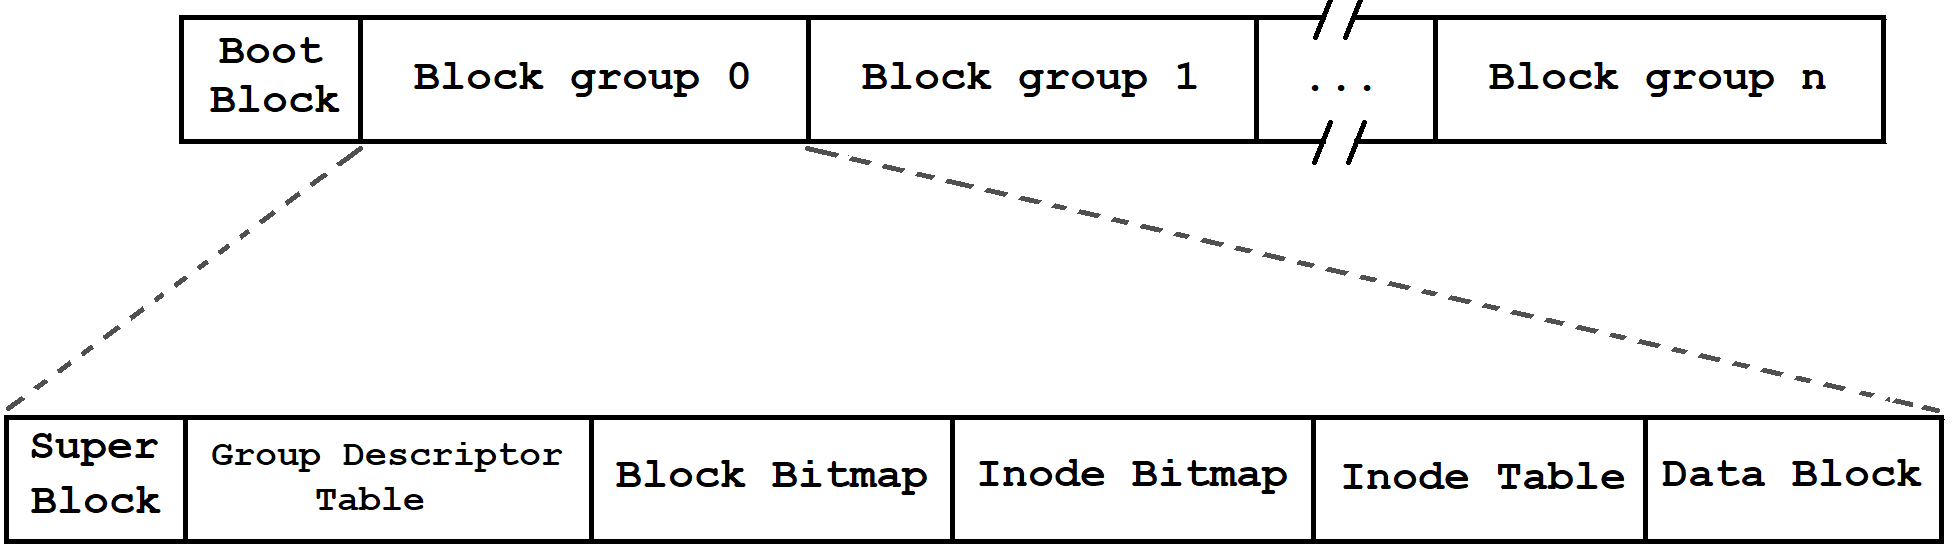 Boot
Block
Block group 0
Block group 1
...
Block group n
Super
Block
Group Descriptor
Table
Block Bitmap
Inode Bitmap
Inode Table
Data Block